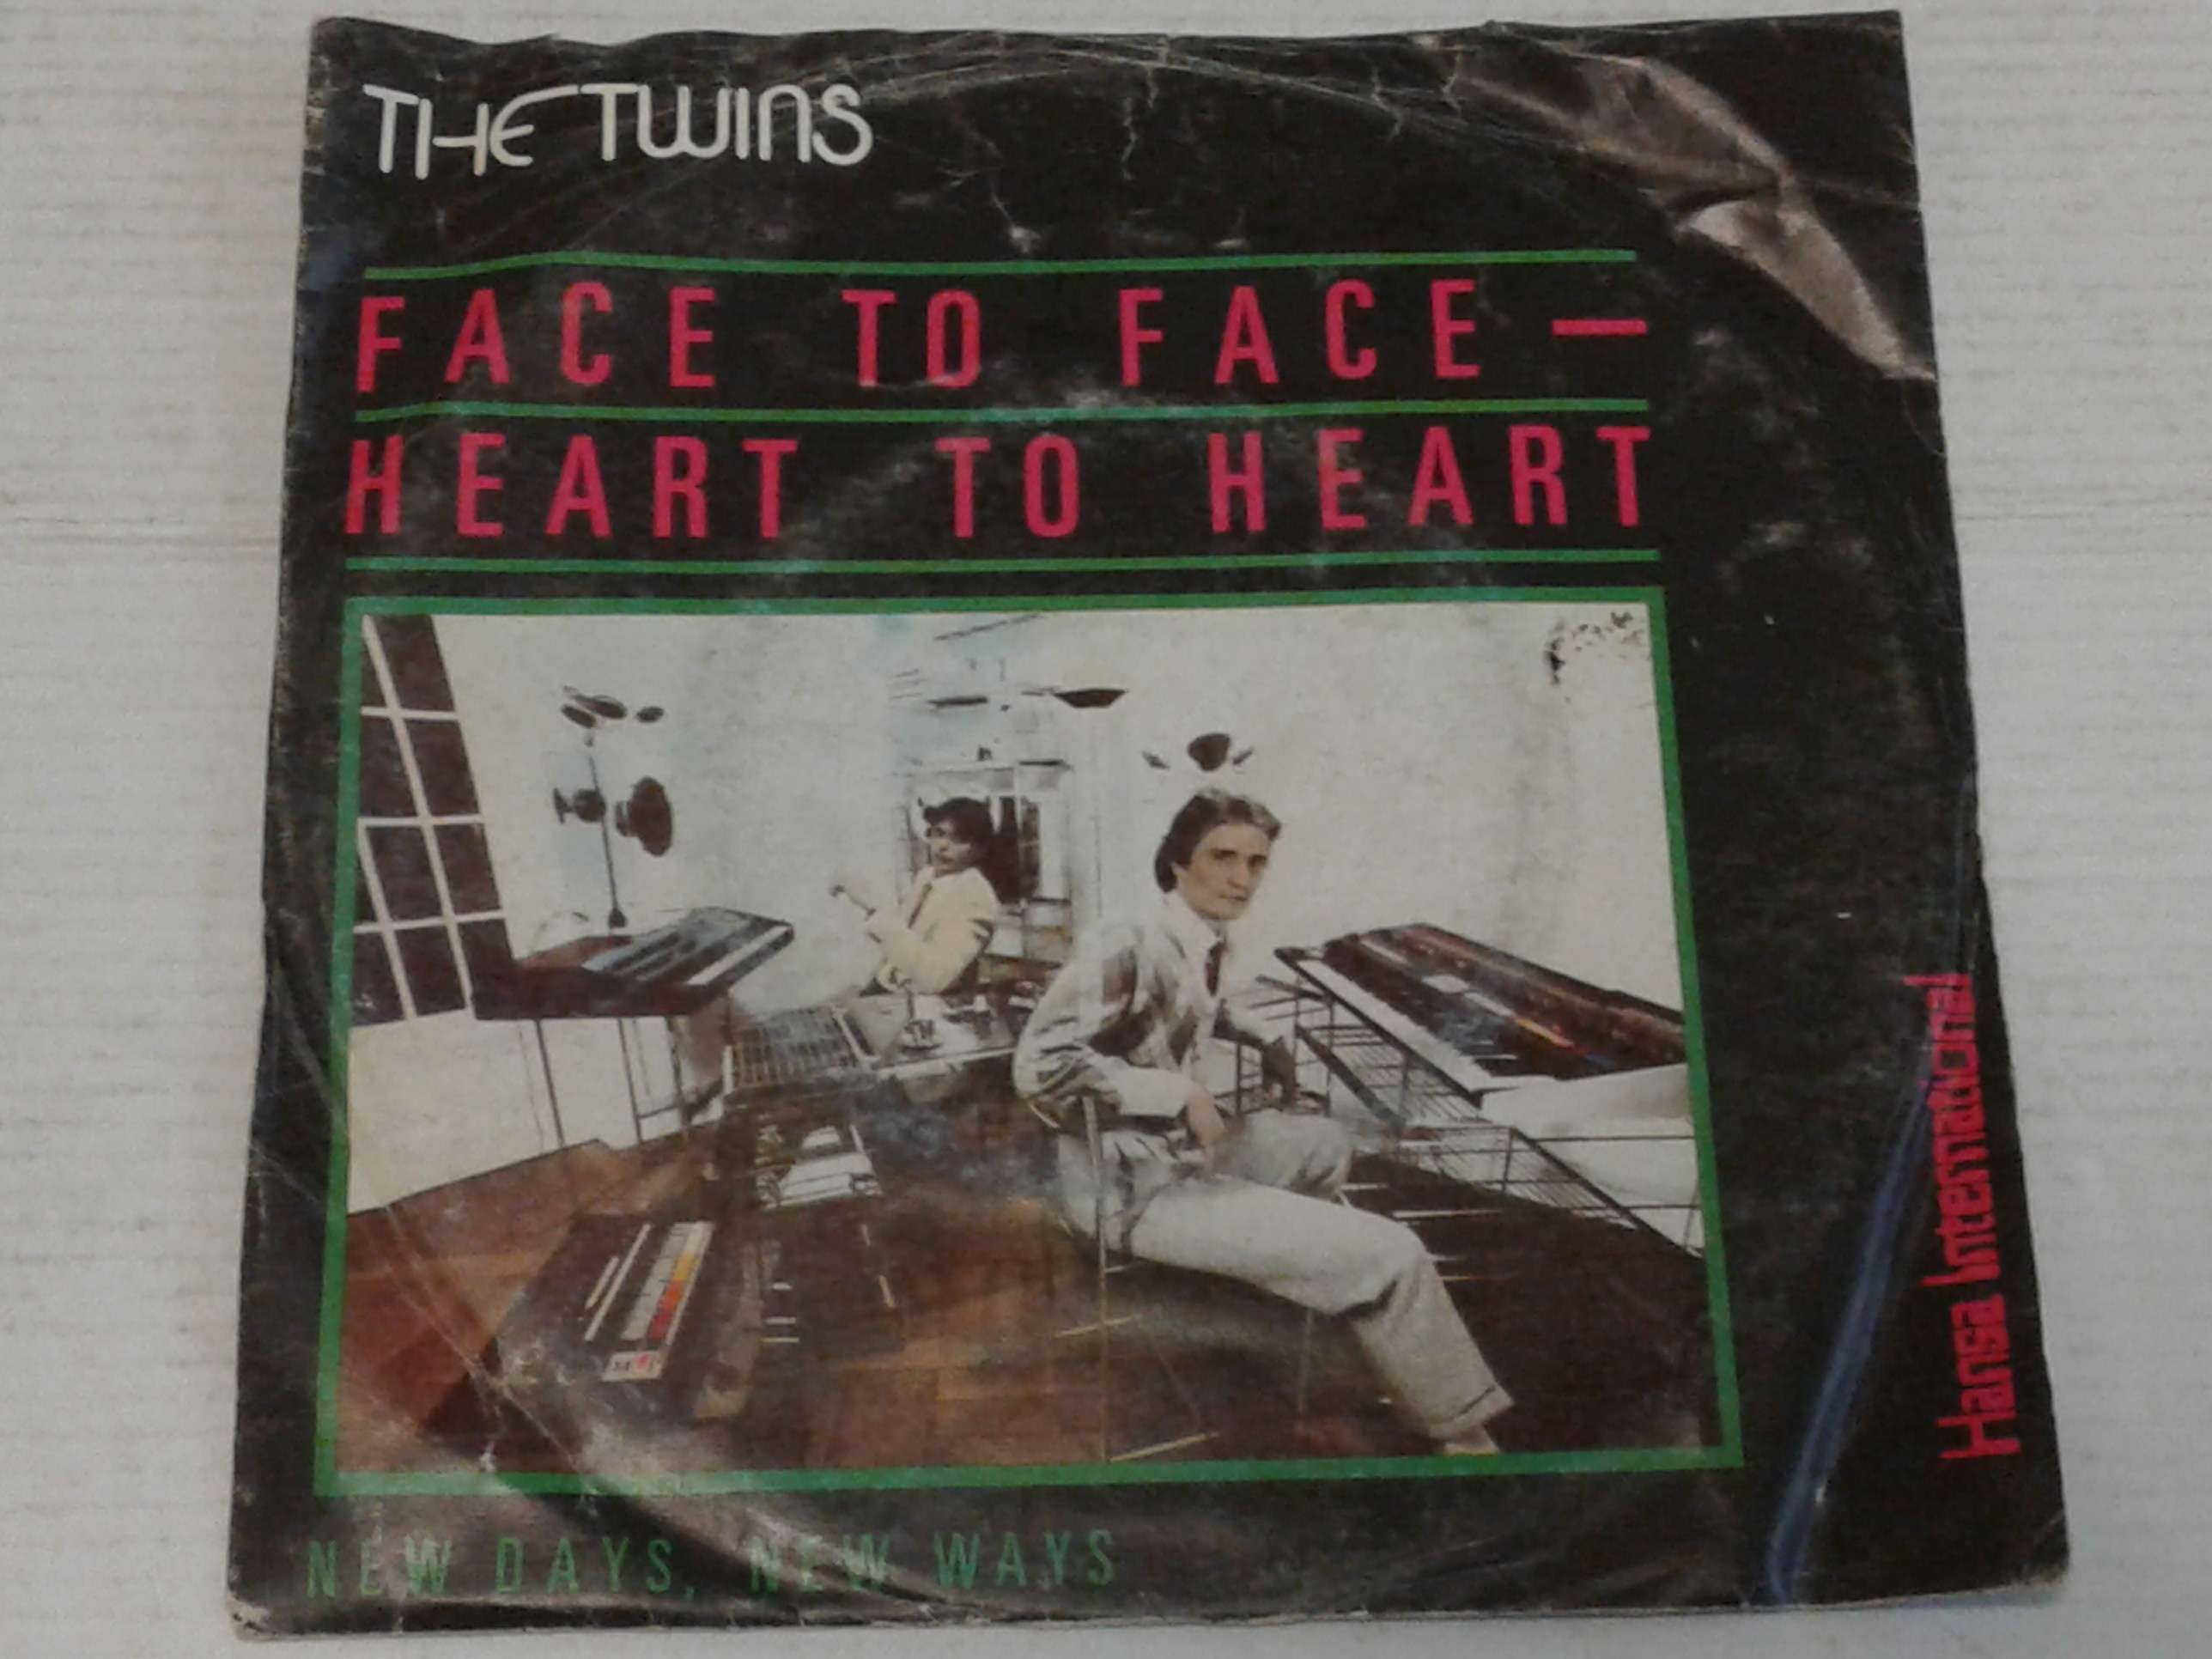 THE TWINS
FACE TO FACE —
HEART TO HEART
NEW DAYS, NEW WAYS
Hansa International